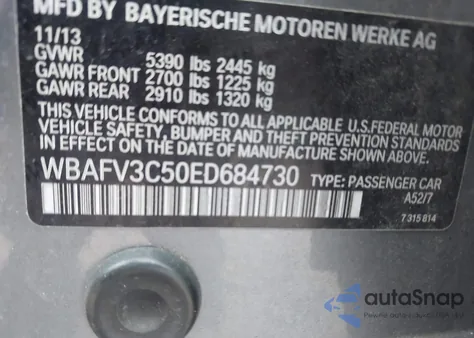 MFD BY BAYERISCHE MOTOREN WERKE AG
11/13
GVWR 5390 lbs 2445 kg
GAWR FRONT 2700 lbs 1225 kg
GAWR REAR 2910 lbs 1320 kg
THIS VEHICLE CONFORMS TO ALL APPLICABLE U.S.FEDERAL MOTOR
VEHICLE SAFETY, BUMPER AND THEFT PREVENTION STANDARDS
IN EFFECT ON THE DATE OF MANUFACTURE SHOWN ABOVE.
WBAFV3C50ED684730 TYPE: PASSENGER CAR
A52/7
7 315 814
autaSnap